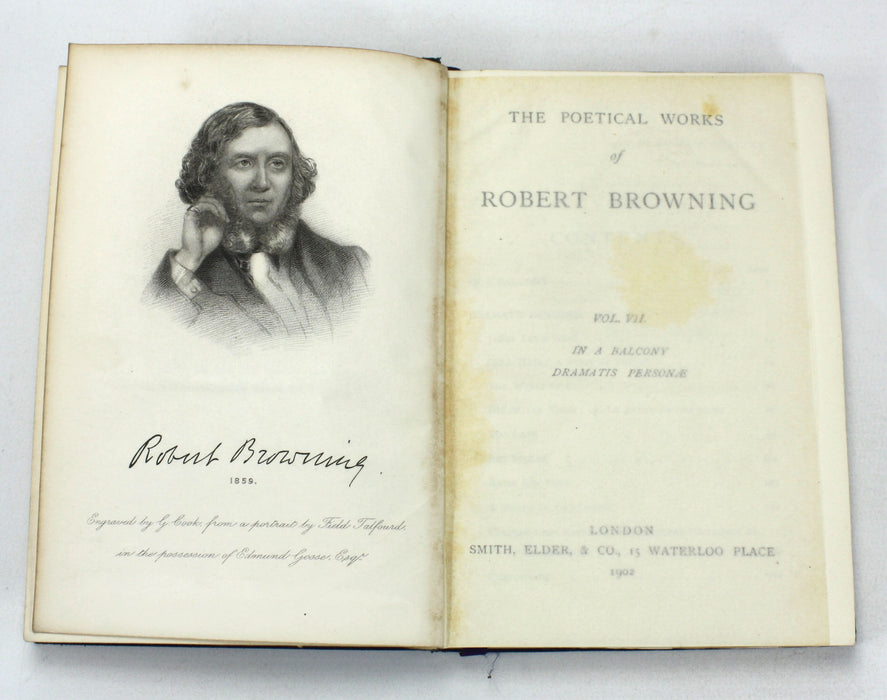 Robert Browning.
1859.
Engraved by G. Cook, from a portrait by Field Talfourd,
in the possession of Edmund Gosse, Esqre.
THE POETICAL WORKS
of
ROBERT BROWNING
VOL. VII.
IN A BALCONY
DRAMATIS PERSONÆ
LONDON
SMITH, ELDER, & CO., 15 WATERLOO PLACE
1902